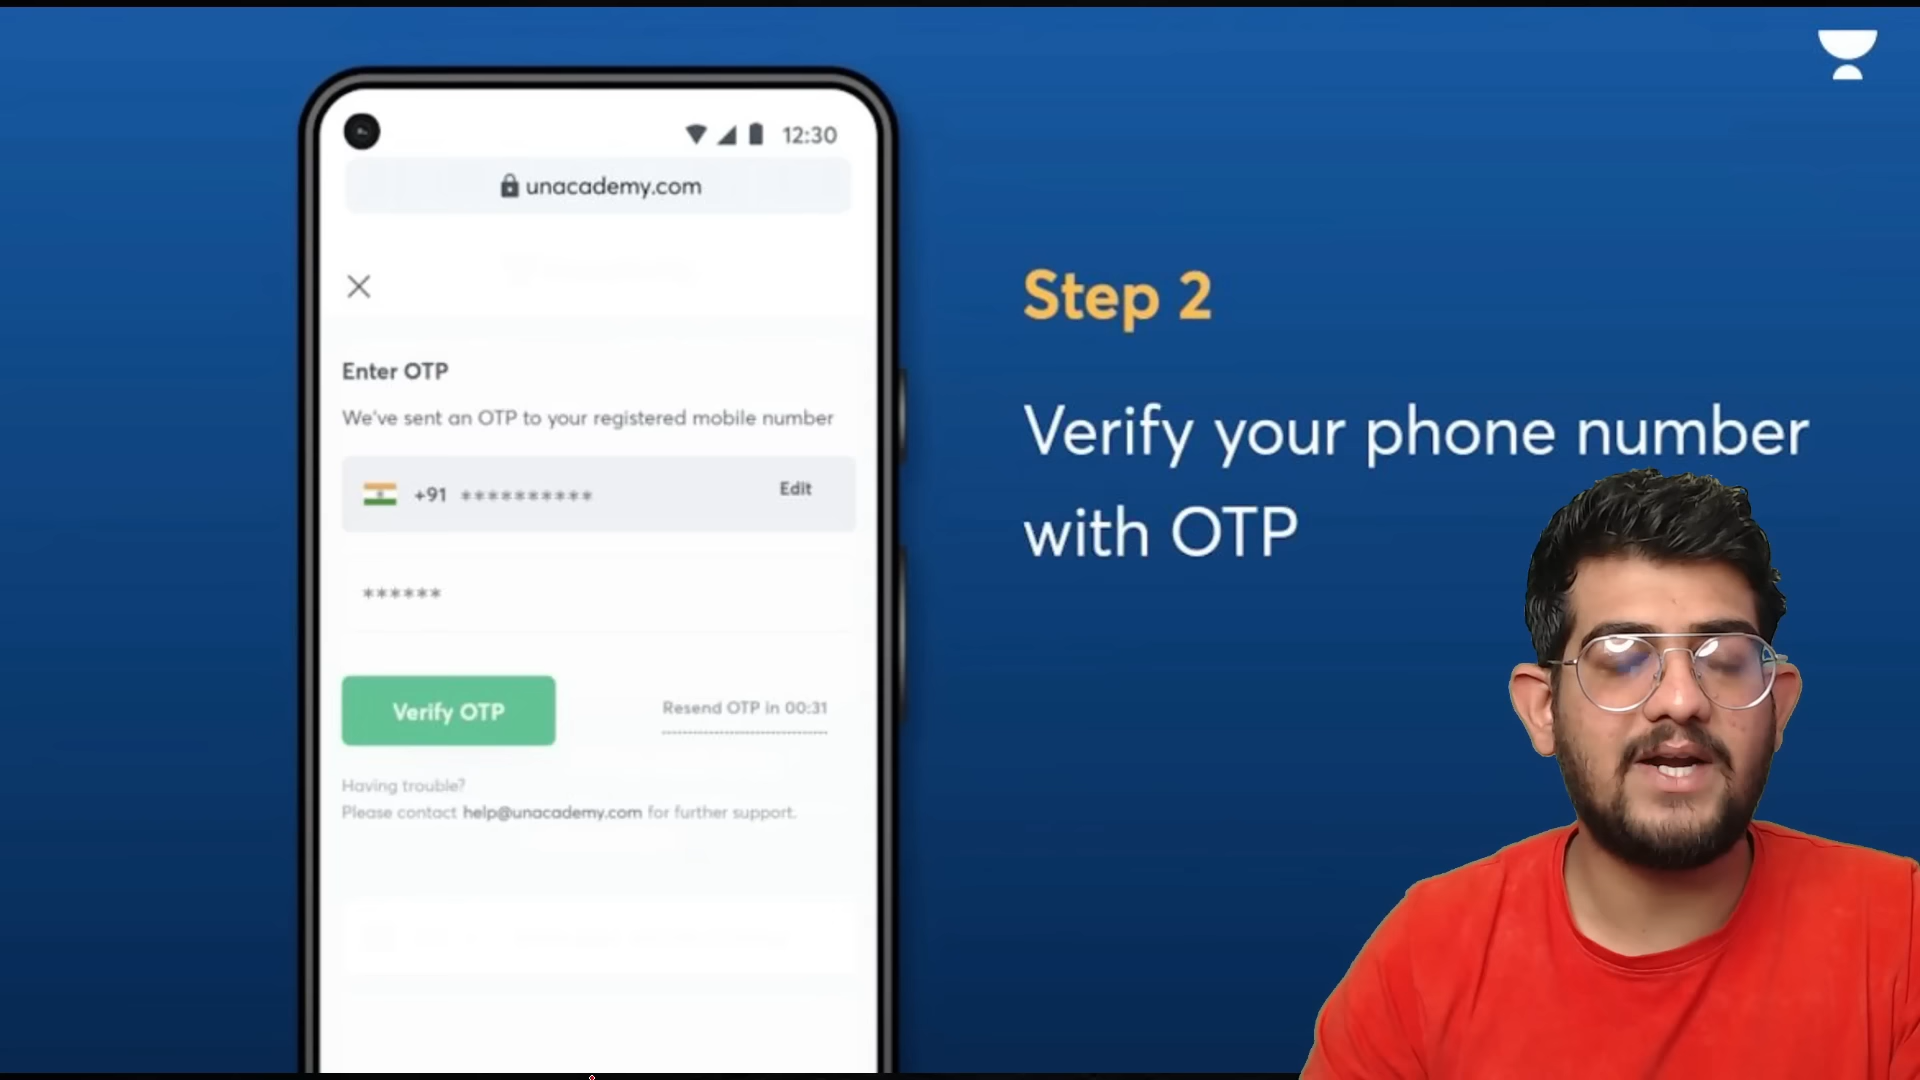 12:30
unacademy.com
Enter OTP
We've sent an OTP to your registered mobile number
+91 **********
Edit
******
Verify OTP
Resend OTP in 00:31
Having trouble?
Please contact help@unacademy.com for further support.
Step 2
Verify your phone number
with OTP